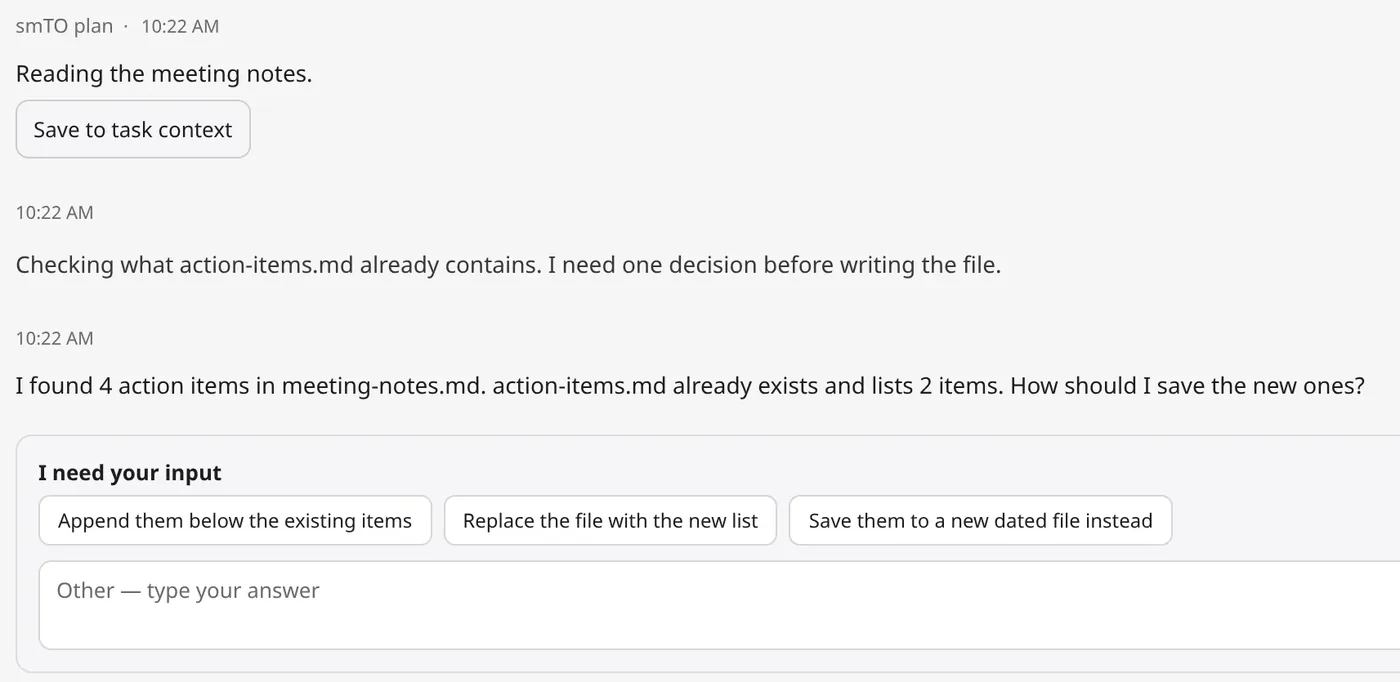 smTO plan · 10:22 AM
Reading the meeting notes.
Save to task context
10:22 AM
Checking what action-items.md already contains. I need one decision before writing the file.
10:22 AM
I found 4 action items in meeting-notes.md. action-items.md already exists and lists 2 items. How should I save the new ones?
I need your input
Append them below the existing items
Replace the file with the new list
Save them to a new dated file instead
Other — type your answer